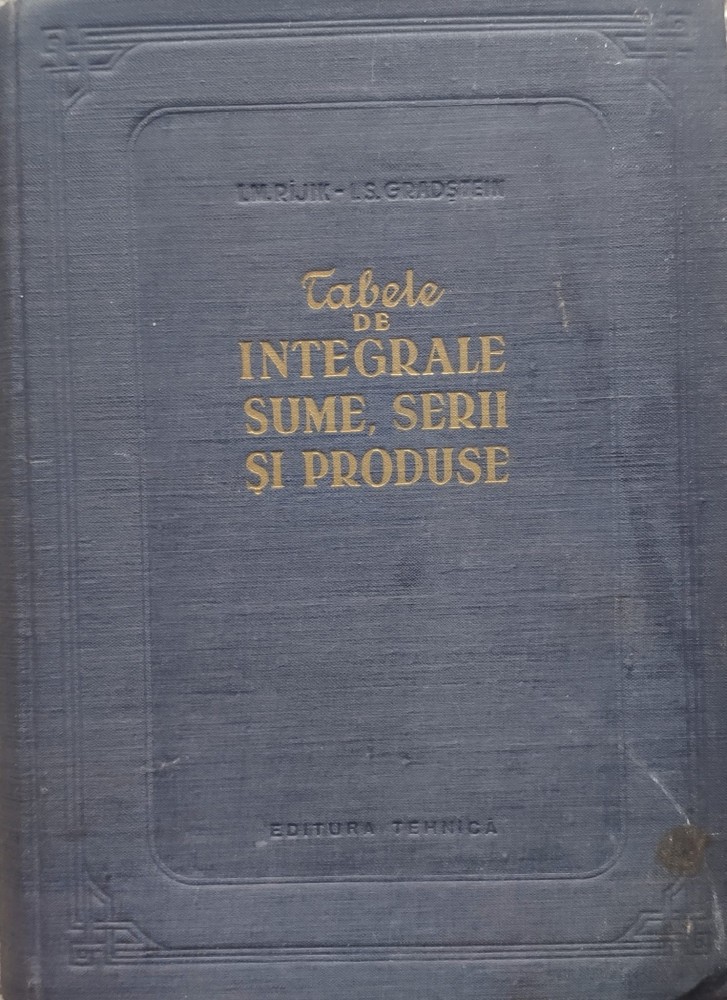 I.M. RÎJIK - I.S. GRADȘTEIN
Tabele
DE
INTEGRALE
SUME, SERII
ȘI PRODUSE
EDITURA TEHNICĂ